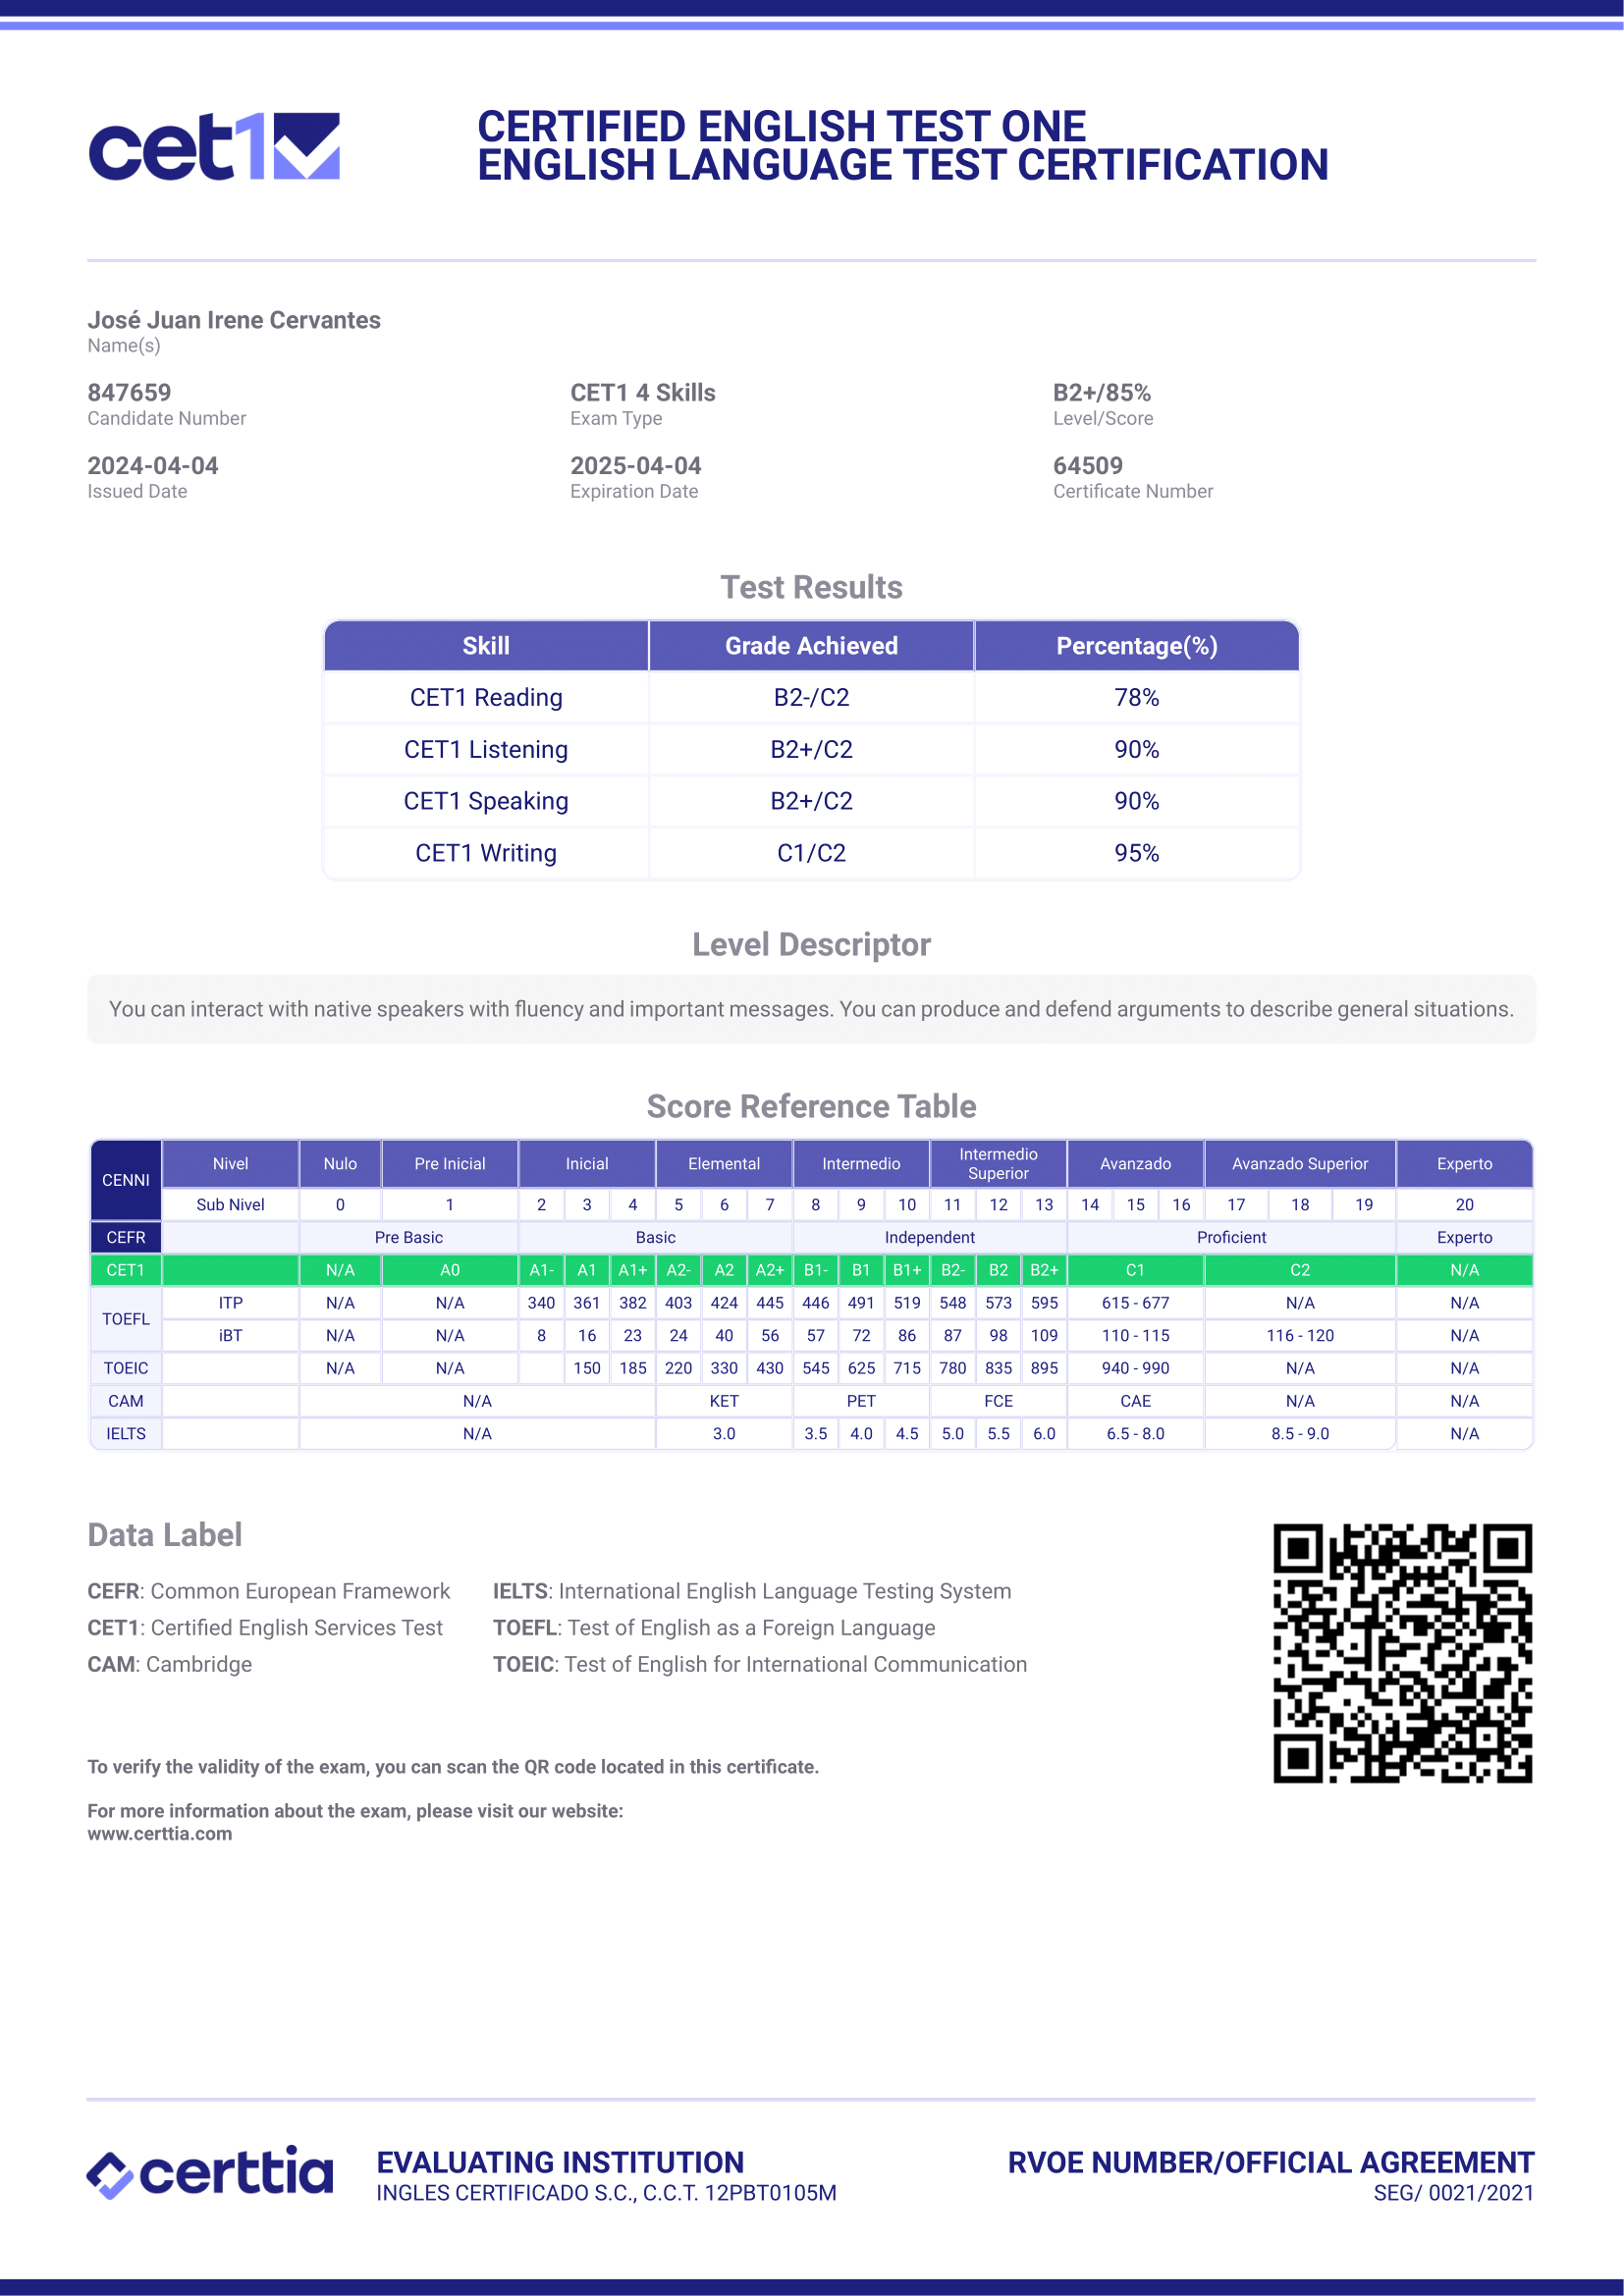 cet1
CERTIFIED ENGLISH TEST ONE
ENGLISH LANGUAGE TEST CERTIFICATION
José Juan Irene Cervantes
Name(s)
847659 CET1 4 Skills B2+/85%
Candidate Number Exam Type Level/Score
2024-04-04 2025-04-04 64509
Issued Date Expiration Date Certificate Number
Test Results
Skill Grade Achieved Percentage(%)
CET1 Reading B2-/C2 78%
CET1 Listening B2+/C2 90%
CET1 Speaking B2+/C2 90%
CET1 Writing C1/C2 95%
Level Descriptor
You can interact with native speakers with fluency and important messages. You can produce and defend arguments to describe general situations.
Score Reference Table
CENNI Nivel Nulo Pre Inicial Inicial Elemental Intermedio Intermedio Superior Avanzado Avanzado Superior Experto
Sub Nivel 0 1 2 3 4 5 6 7 8 9 10 11 12 13 14 15 16 17 18 19 20
CEFR Pre Basic Basic Independent Proficient Experto
CET1 N/A A0 A1- A1 A1+ A2- A2 A2+ B1- B1 B1+ B2- B2 B2+ C1 C2 N/A
TOEFL ITP N/A N/A 340 361 382 403 424 445 446 491 519 548 573 595 615 - 677 N/A N/A
iBT N/A N/A 8 16 23 24 40 56 57 72 86 87 98 109 110 - 115 116 - 120 N/A
TOEIC N/A N/A 150 185 220 330 430 545 625 715 780 835 895 940 - 990 N/A N/A
CAM N/A KET PET FCE CAE N/A N/A
IELTS N/A 3.0 3.5 4.0 4.5 5.0 5.5 6.0 6.5 - 8.0 8.5 - 9.0 N/A
Data Label
CEFR: Common European Framework IELTS: International English Language Testing System
CET1: Certified English Services Test TOEFL: Test of English as a Foreign Language
CAM: Cambridge TOEIC: Test of English for International Communication
To verify the validity of the exam, you can scan the QR code located in this certificate.
For more information about the exam, please visit our website:
www.certtia.com
certtia
EVALUATING INSTITUTION RVOE NUMBER/OFFICIAL AGREEMENT
INGLES CERTIFICADO S.C., C.C.T. 12PBT0105M SEG/ 0021/2021